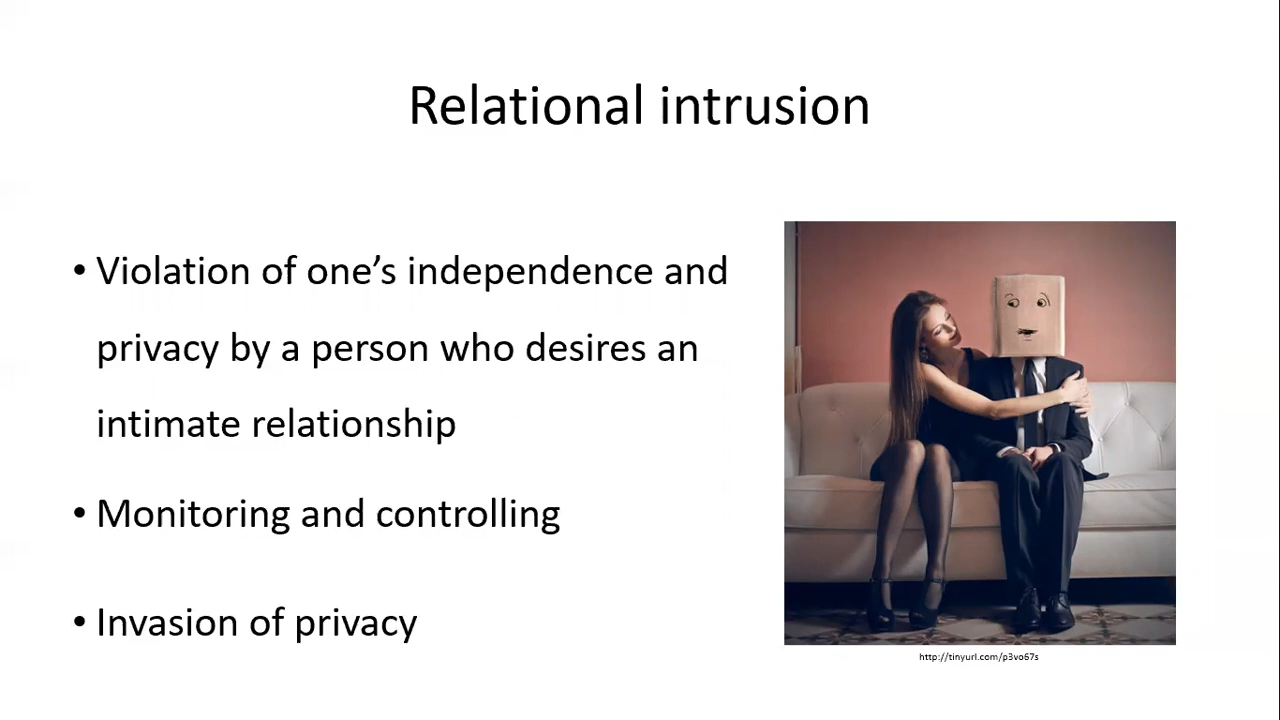 Relational intrusion
• Violation of one’s independence and
privacy by a person who desires an
intimate relationship
• Monitoring and controlling
• Invasion of privacy
http://tinyurl.com/p3vo67s